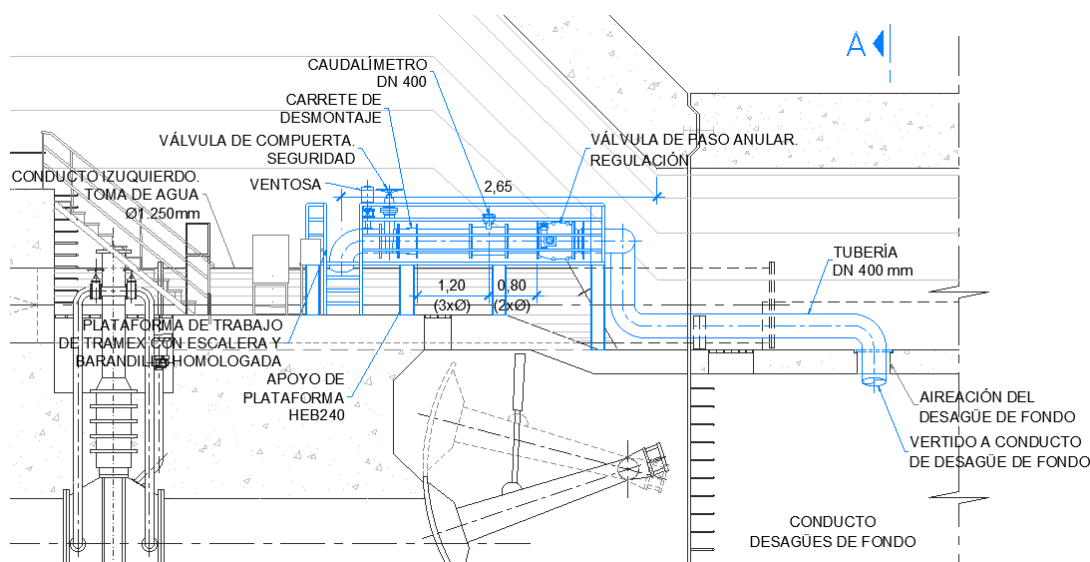 A
CAUDALÍMETRO
DN 400
CARRETE DE
DESMONTAJE
VÁLVULA DE COMPUERTA.
SEGURIDAD
VÁLVULA DE PASO ANULAR.
REGULACIÓN
CONDUCTO IZQUIERDO.
TOMA DE AGUA
Ø1.250mm
VENTOSA
2,65
TUBERÍA
DN 400 mm
1,20
(3xØ)
0,80
(2xØ)
PLATAFORMA DE TRABAJO
DE TRAMEX CON ESCALERA Y
BARANDILLA HOMOLOGADA
APOYO DE
PLATAFORMA
HEB240
AIREACIÓN DEL
DESAGÜE DE FONDO
VERTIDO A CONDUCTO
DE DESAGÜE DE FONDO
CONDUCTO
DESAGÜES DE FONDO